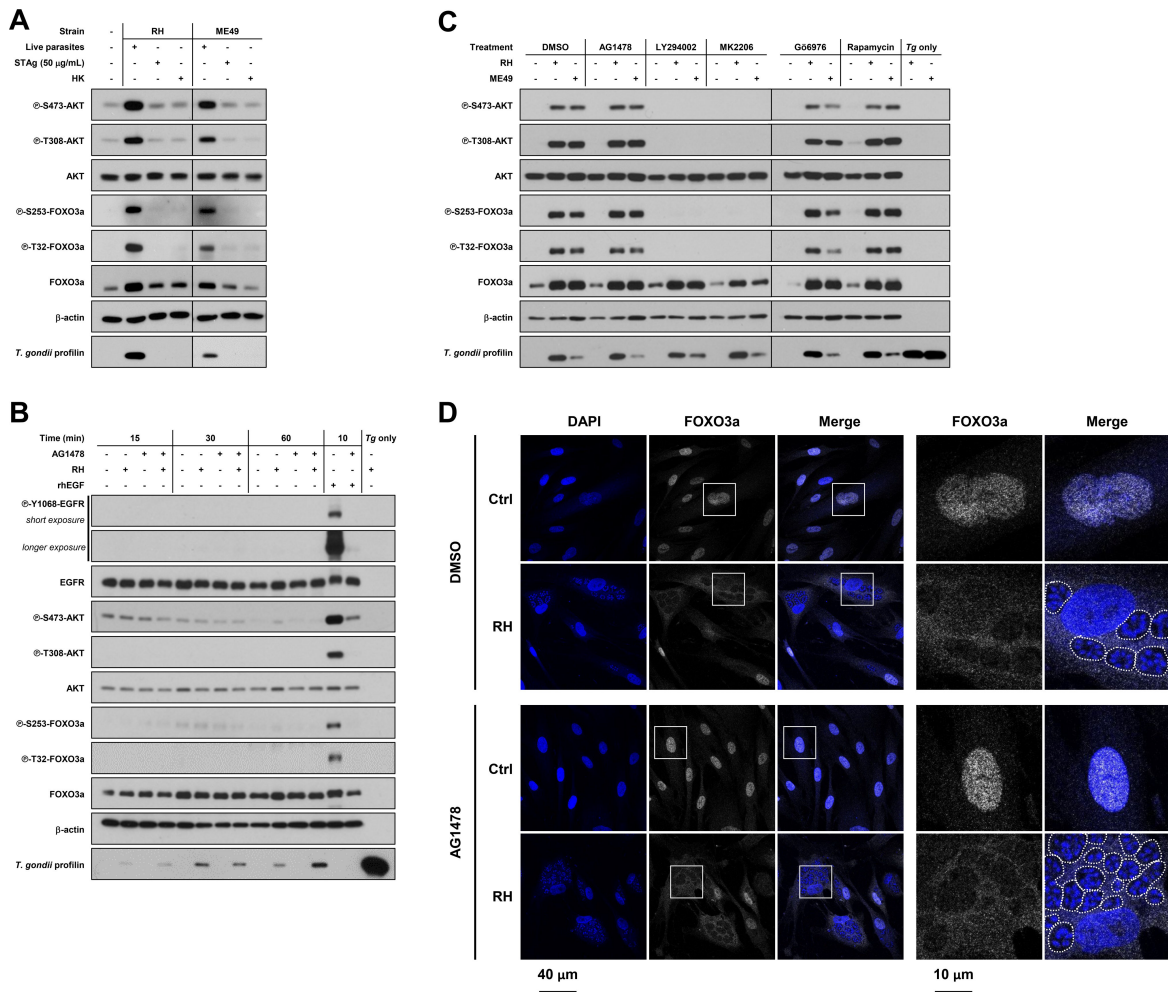 A
Strain - RH ME49
Live parasites + - - + - -
STAg (50 µg/mL) - - + - - + -
HK - - - + - - +
℗-S473-AKT
℗-T308-AKT
AKT
℗-S253-FOXO3a
℗-T32-FOXO3a
FOXO3a
β-actin
T. gondii profilin
B
Time (min) 15 30 60 10 Tg only
AG1478 - - + + - - + + - - + + - + -
RH - + - + - + - + - + - + - - +
rhEGF - - - - - - - - - - - - + + -
℗-Y1068-EGFR
short exposure
longer exposure
EGFR
℗-S473-AKT
℗-T308-AKT
AKT
℗-S253-FOXO3a
℗-T32-FOXO3a
FOXO3a
β-actin
T. gondii profilin
C
Treatment DMSO AG1478 LY294002 MK2206 Gö6976 Rapamycin Tg only
RH - + - - + - - + - - + - - + - - + - + -
ME49 - - + - - + - - + - - + - - + - - + - +
℗-S473-AKT
℗-T308-AKT
AKT
℗-S253-FOXO3a
℗-T32-FOXO3a
FOXO3a
β-actin
T. gondii profilin
D
DAPI FOXO3a Merge FOXO3a Merge
DMSO
Ctrl
RH
AG1478
Ctrl
RH
40 µm 10 µm